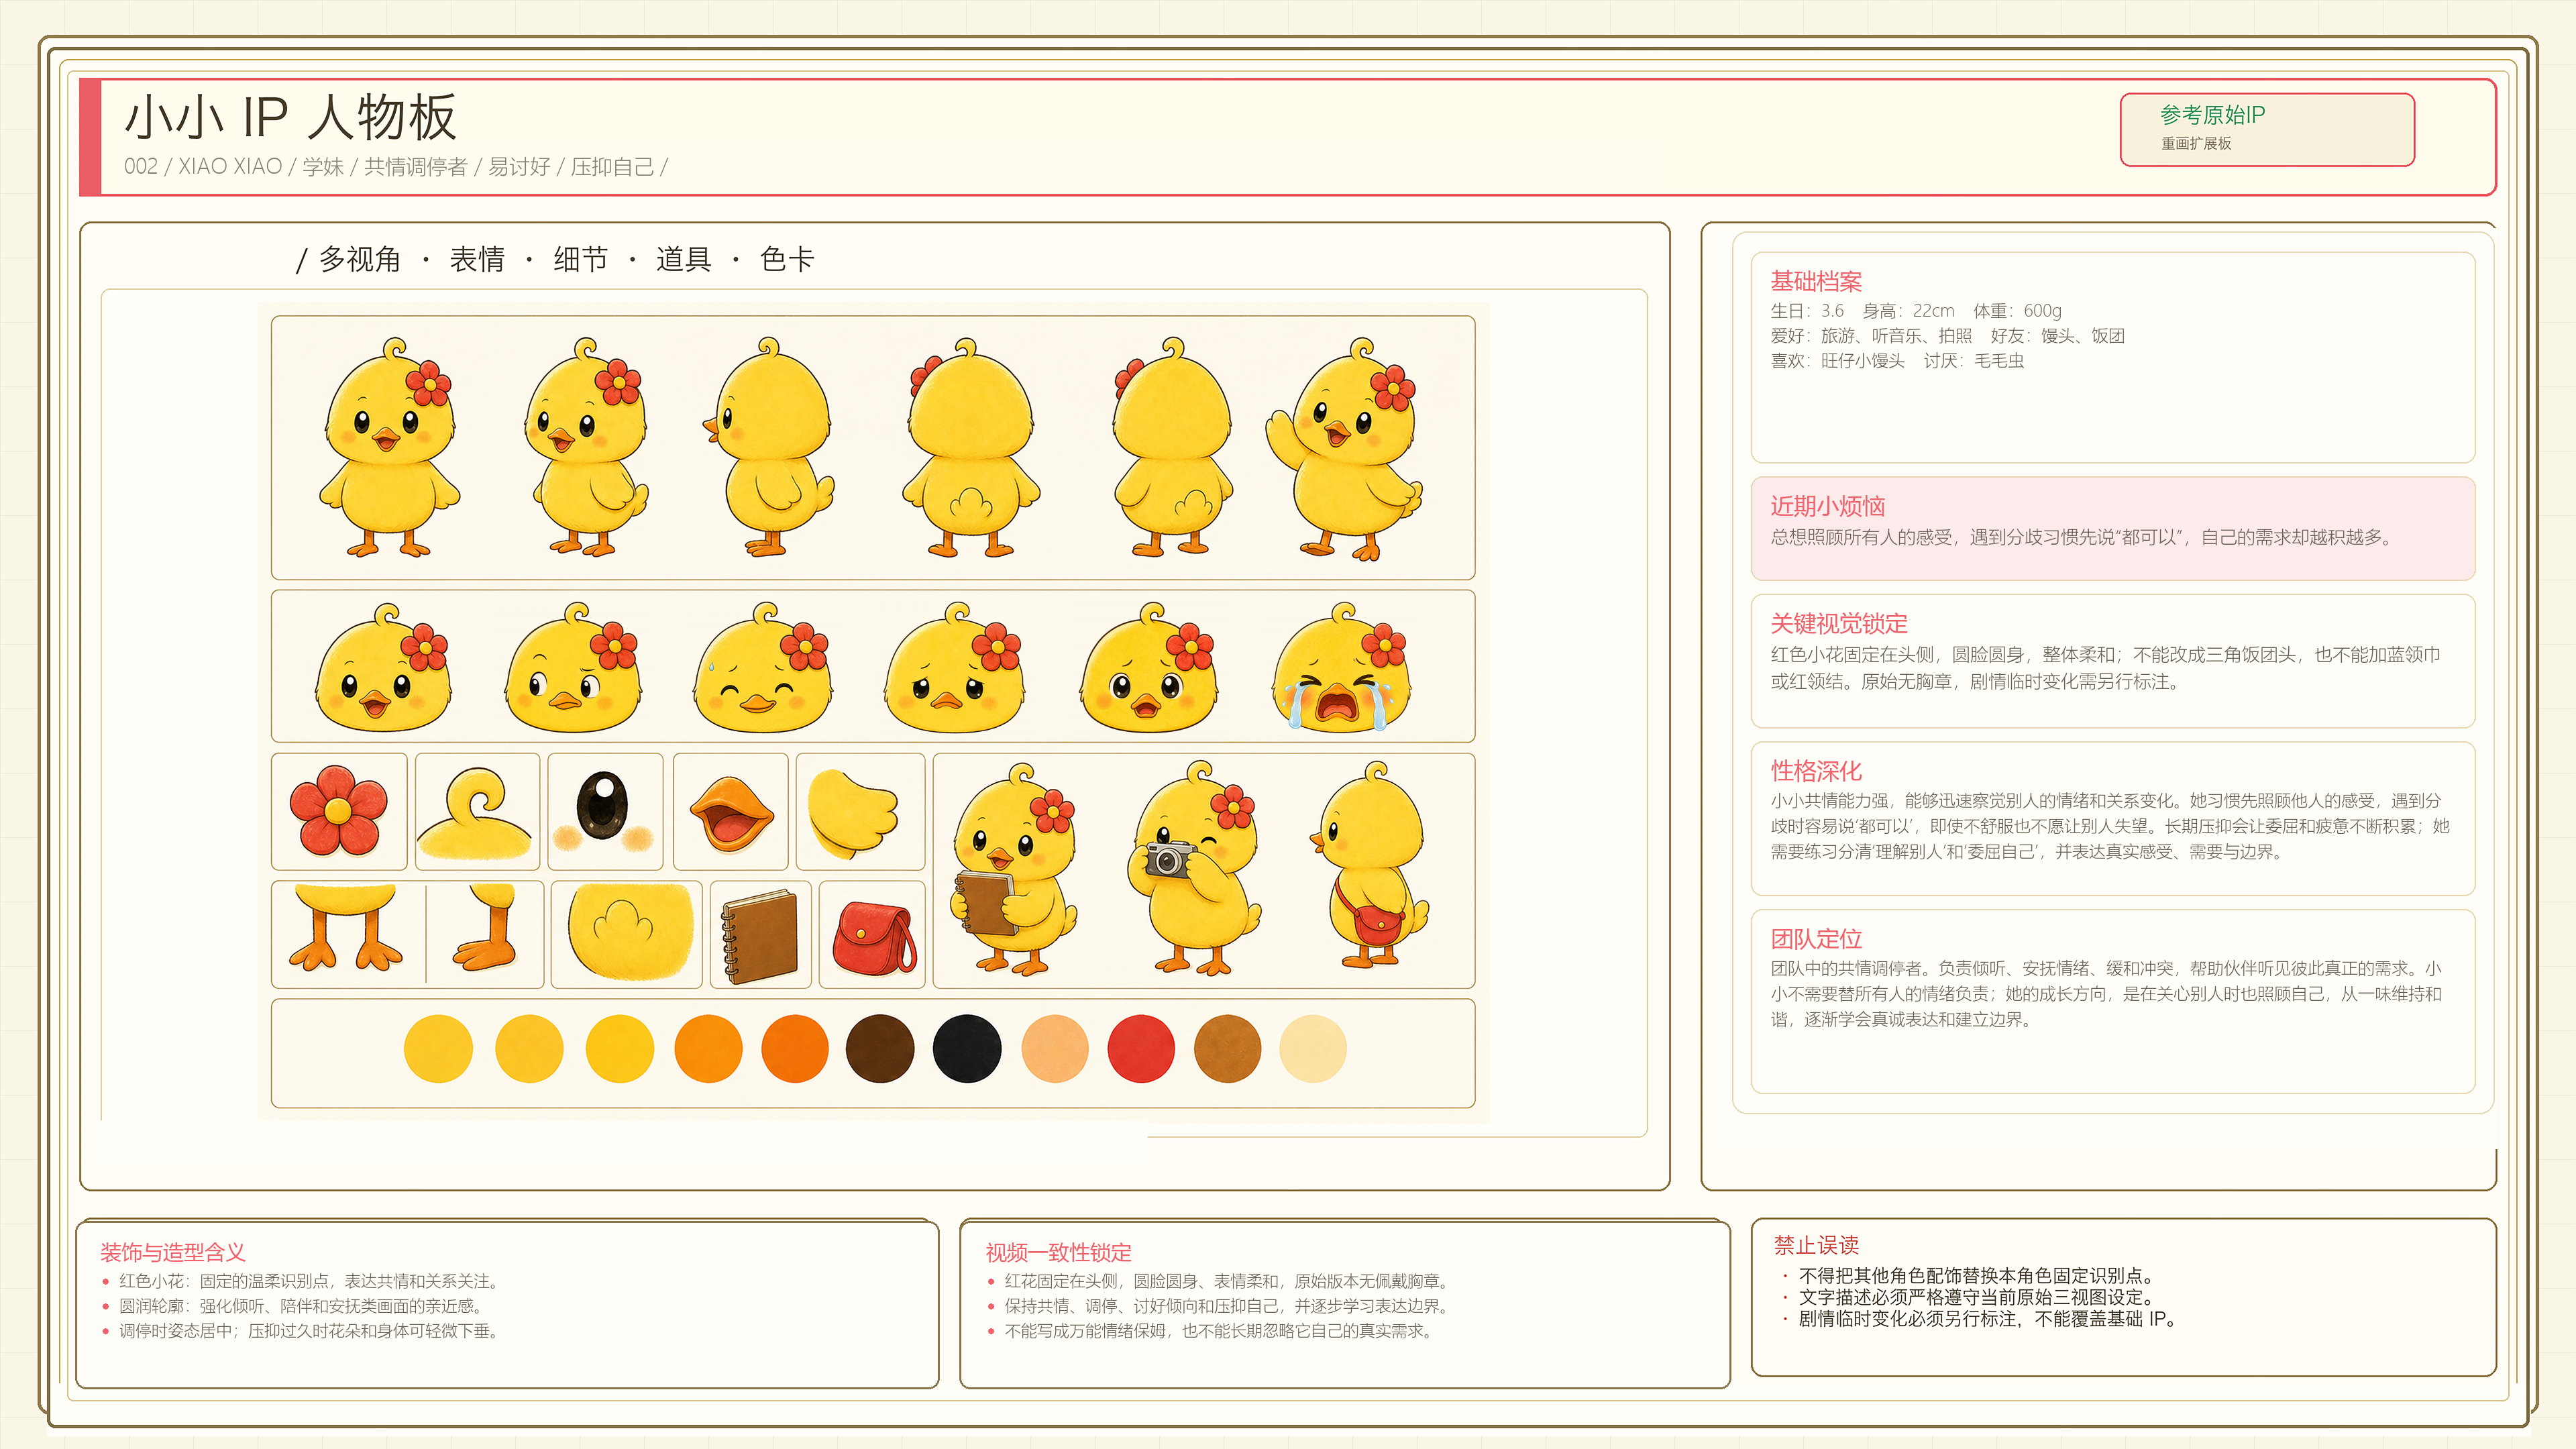 小小 IP 人物板
002 / XIAO XIAO / 学妹 / 共情调停者 / 易讨好 / 压抑自己 /
参考原始IP
重画扩展板
/ 多视角 · 表情 · 细节 · 道具 · 色卡
基础档案
生日：3.6 身高：22cm 体重：600g
爱好：旅游、听音乐、拍照 好友：馒头、饭团
喜欢：旺仔小馒头 讨厌：毛毛虫
近期小烦恼
总想照顾所有人的感受，遇到分歧习惯先说“都可以”，自己的需求却越积越多。
关键视觉锁定
红色小花固定在头侧，圆脸圆身，整体柔和；不能改成三角饭团头，也不能加蓝领巾
或红领结。原始无胸章，剧情临时变化需另行标注。
性格深化
小小共情能力强，能够迅速察觉别人的情绪和关系变化。她习惯先照顾他人的感受，遇到分
歧时容易说‘都可以’，即使不舒服也不愿让别人失望。长期压抑会让委屈和疲惫不断积累；她
需要练习分清‘理解别人’和‘委屈自己’，并表达真实感受、需要与边界。
团队定位
团队中的共情调停者。负责倾听、安抚情绪、缓和冲突，帮助伙伴听见彼此真正的需求。小
小不需要替所有人的情绪负责；她的成长方向，是在关心别人时也照顾自己，从一味维持和
谐，逐渐学会真诚表达和建立边界。
装饰与造型含义
• 红色小花：固定的温柔识别点，表达共情和关系关注。
• 圆润轮廓：强化倾听、陪伴和安抚类画面的亲近感。
• 调停时姿态居中；压抑过久时花朵和身体可轻微下垂。
视频一致性锁定
• 红花固定在头侧，圆脸圆身、表情柔和，原始版本无佩戴胸章。
• 保持共情、调停、讨好倾向和压抑自己，并逐步学习表达边界。
• 不能写成万能情绪保姆，也不能长期忽略它自己的真实需求。
禁止误读
· 不得把其他角色配饰替换本角色固定识别点。
· 文字描述必须严格遵守当前原始三视图设定。
· 剧情临时变化必须另行标注，不能覆盖基础 IP。